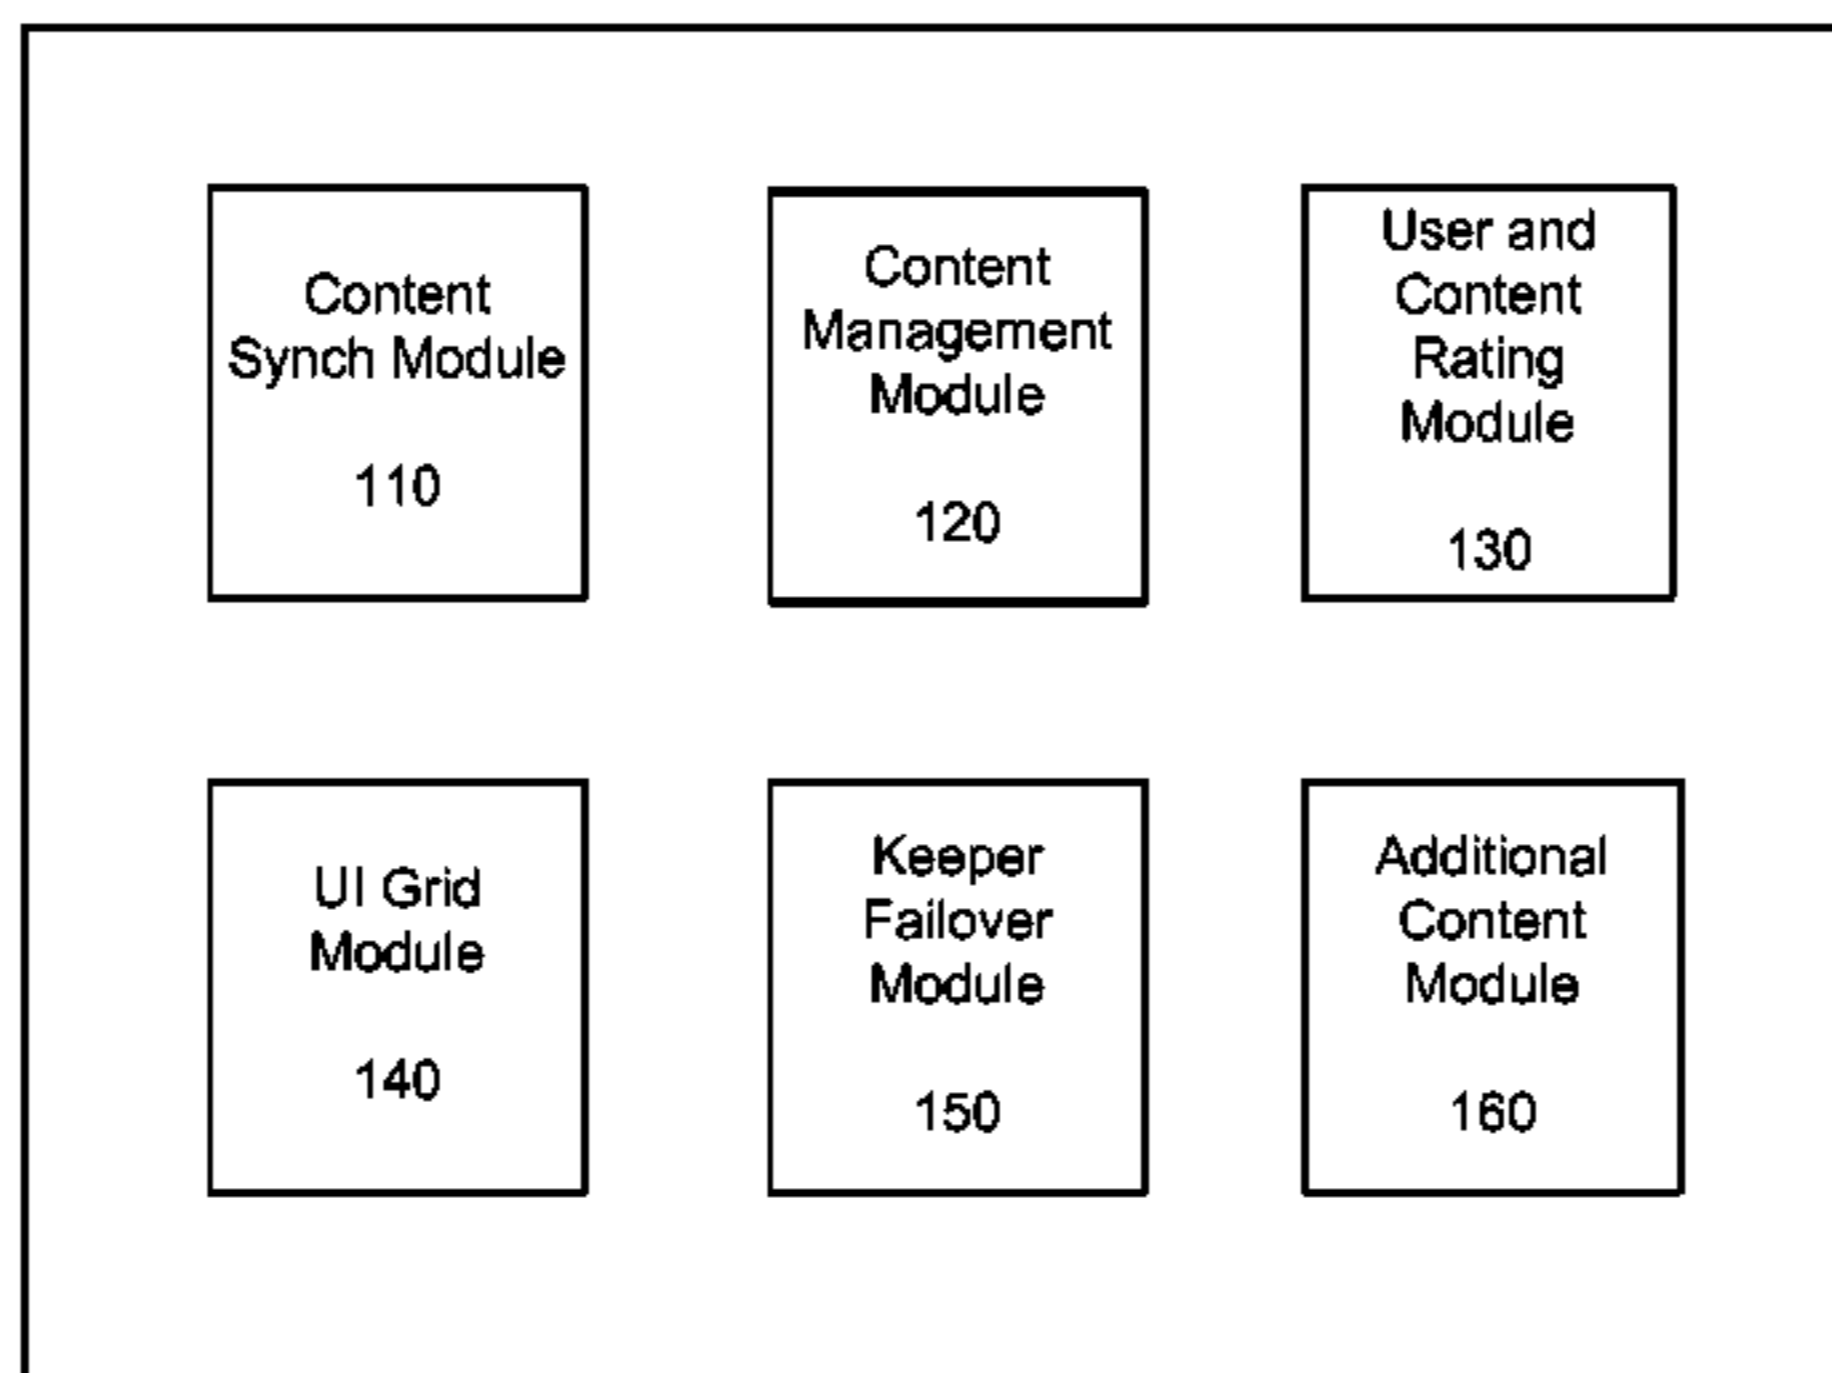 Content
Synch Module
110
Content
Management
Module
120
User and
Content
Rating
Module
130
UI Grid
Module
140
Keeper
Failover
Module
150
Additional
Content
Module
160